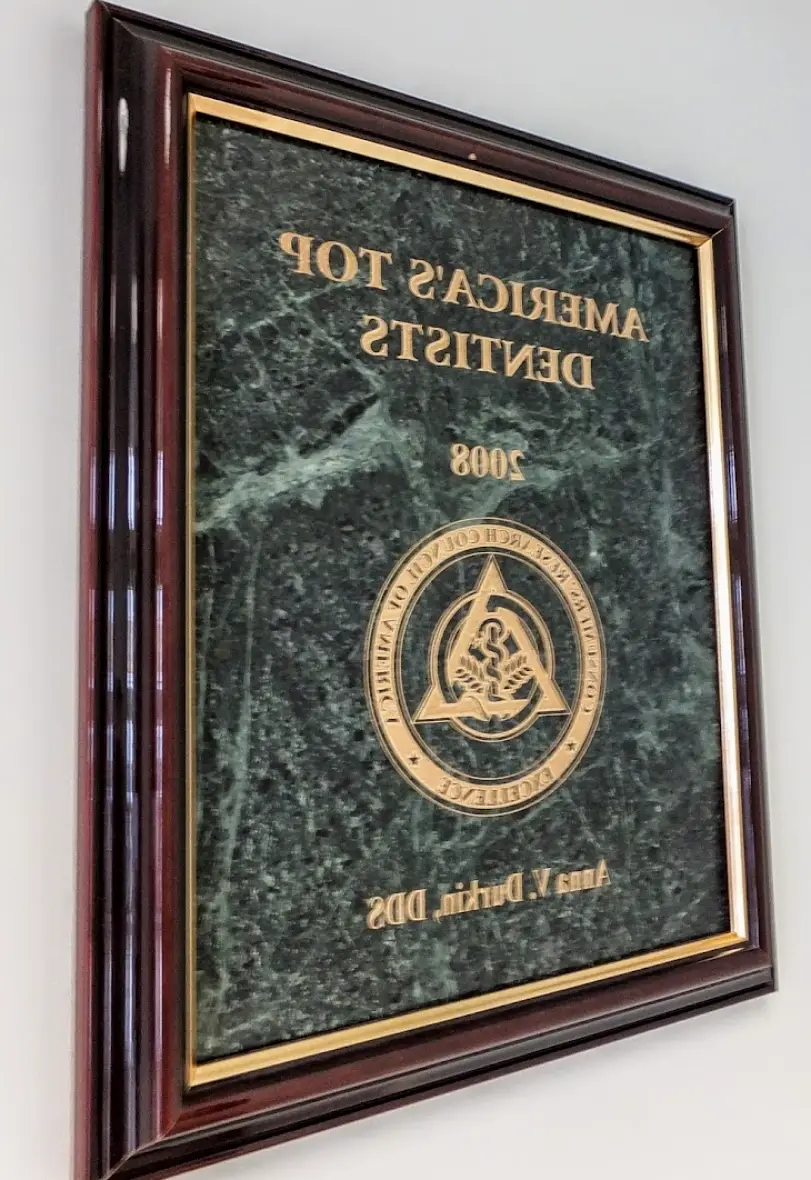 AMERICA'S TOP
DENTISTS
2008
CONSUMERS' RESEARCH COUNCIL OF AMERICA
EXCELLENCE
Anna V. Durkin, DDS